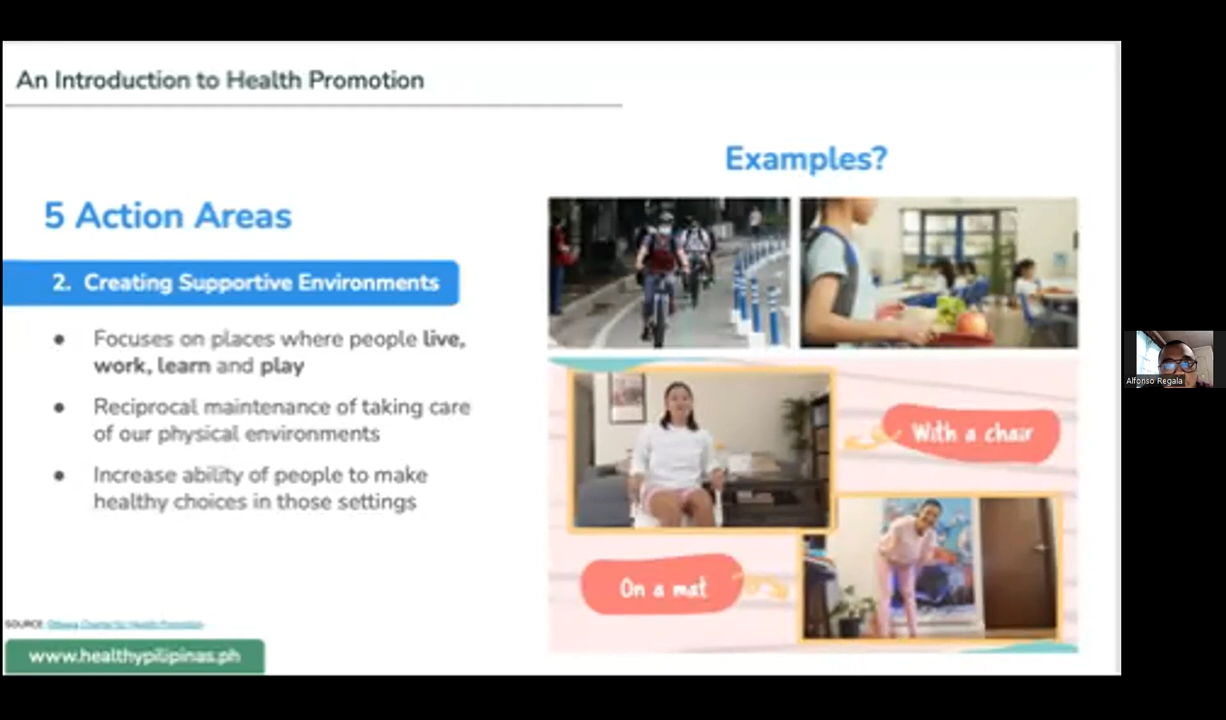 An Introduction to Health Promotion
Examples?
5 Action Areas
2. Creating Supportive Environments
● Focuses on places where people live,
work, learn and play
● Reciprocal maintenance of taking care
of our physical environments
● Increase ability of people to make
healthy choices in those settings
With a chair
On a mat
SOURCE: Ottawa Charter for Health Promotion
www.healthypilipinas.ph
Alfonso Regala